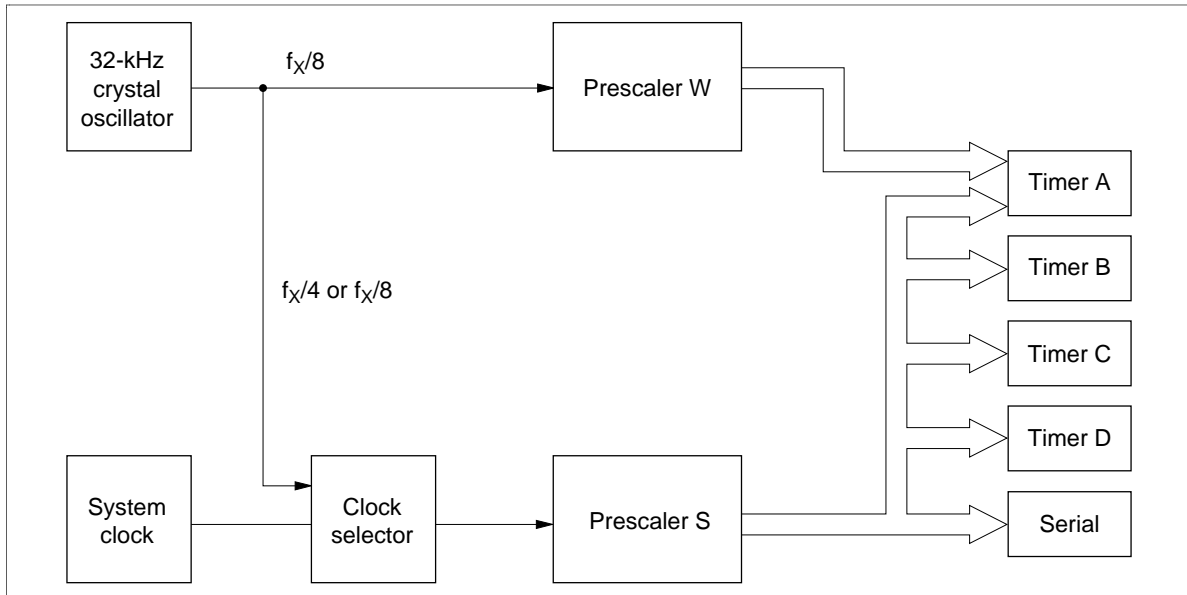 32-kHz
crystal
oscillator
fX/8
Prescaler W
Timer A
Timer B
fX/4 or fX/8
Timer C
Timer D
System
clock
Clock
selector
Prescaler S
Serial